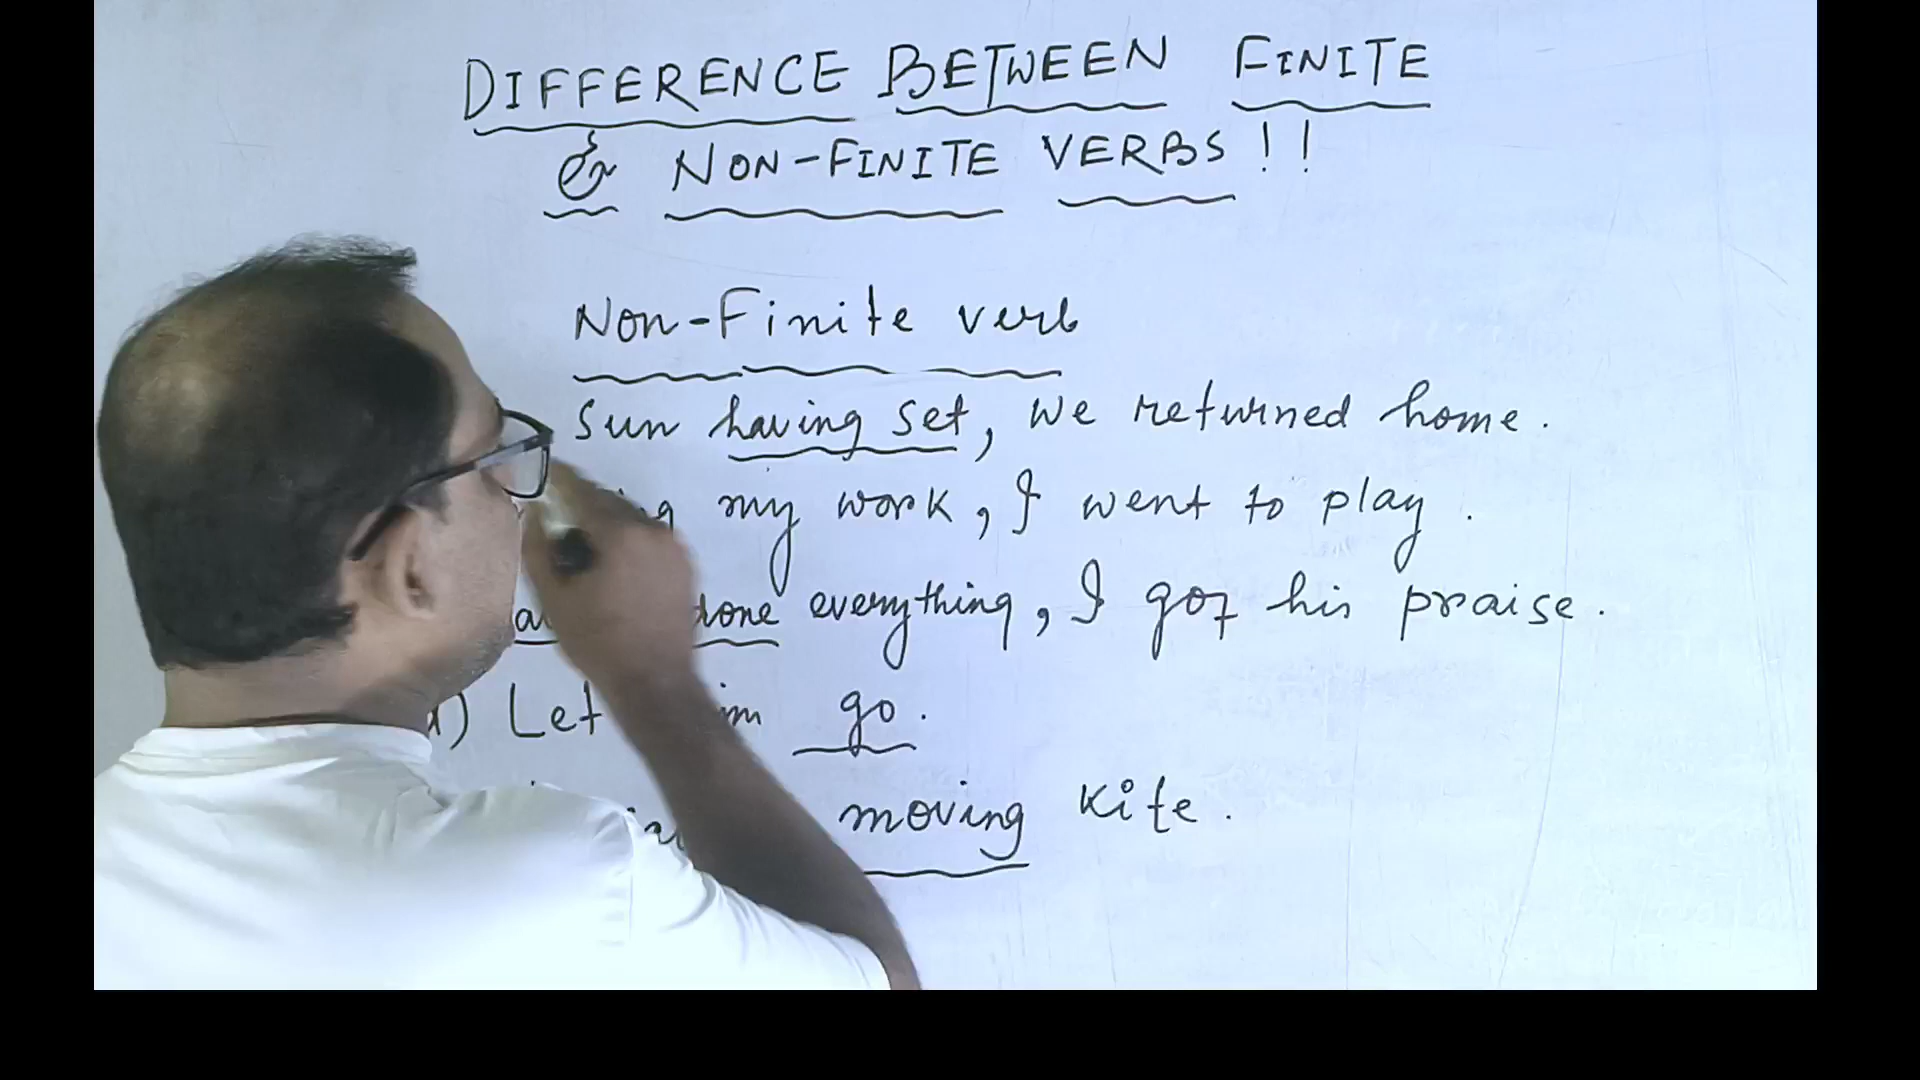 DIFFERENCE BETWEEN FINITE
& NON-FINITE VERBS !!
Non-Finite verb
Sun having set, we returned home.
my work, I went to play.
done everything, I got his praise.
Let go.
moving kite.